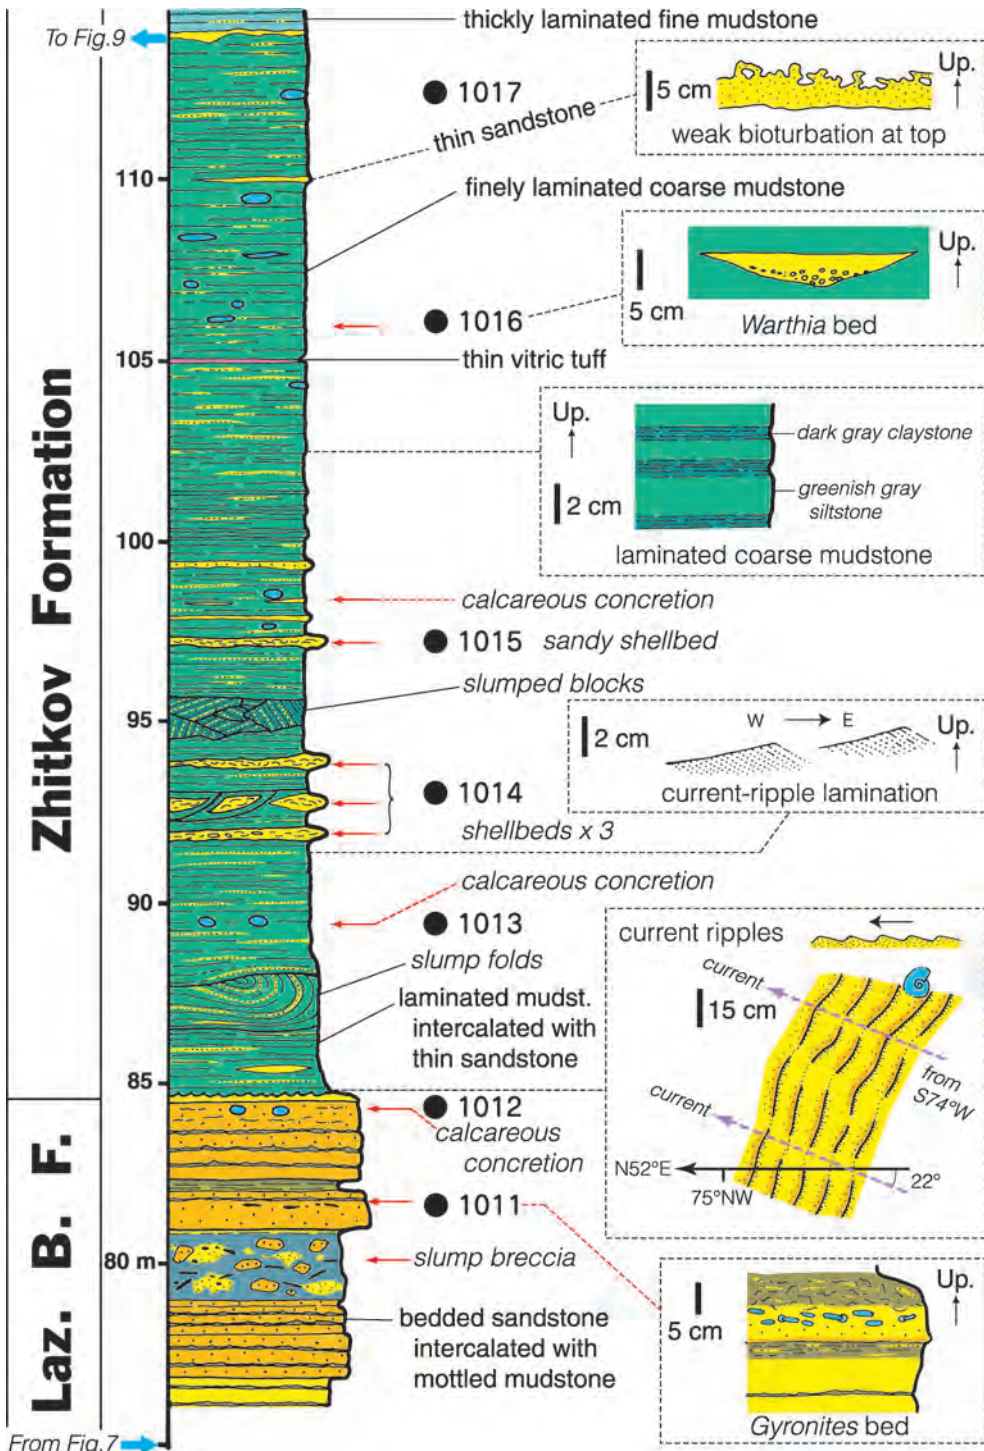 thickly laminated fine mudstone
To Fig.9
1017
thin sandstone
5 cm
Up.
weak bioturbation at top
110
finely laminated coarse mudstone
Up.
5 cm
Warthia bed
1016
105
thin vitric tuff
Up.
2 cm
dark gray claystone
greenish gray
siltstone
laminated coarse mudstone
100
calcareous concretion
1015 sandy shellbed
slumped blocks
95
2 cm
W E
Up.
current-ripple lamination
1014
shellbeds x 3
calcareous concretion
90
1013
slump folds
laminated mudst.
intercalated with
thin sandstone
85
current ripples
current
15 cm
from
S74°W
current
N52°E
75°NW
22°
1012
calcareous
concretion
1011
80 m
slump breccia
bedded sandstone
intercalated with
mottled mudstone
Up.
5 cm
Gyronites bed
From Fig.7
Zhitkov Formation
Laz. B. F.